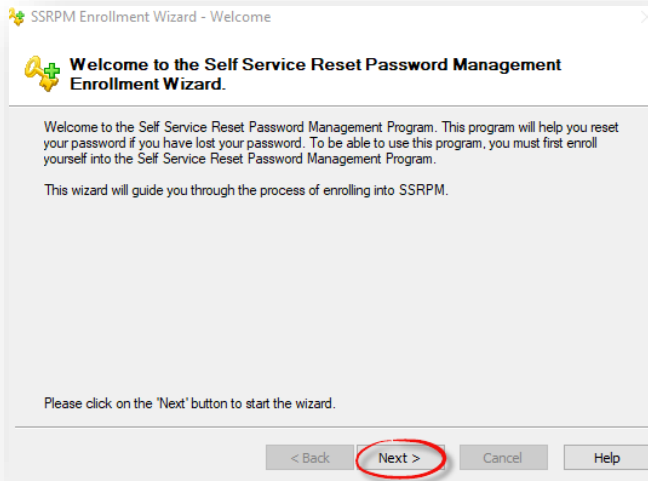 SSRPM Enrollment Wizard - Welcome
Welcome to the Self Service Reset Password Management
Enrollment Wizard.
Welcome to the Self Service Reset Password Management Program. This program will help you reset
your password if you have lost your password. To be able to use this program, you must first enroll
yourself into the Self Service Reset Password Management Program.
This wizard will guide you through the process of enrolling into SSRPM.
Please click on the 'Next' button to start the wizard.
< Back Next > Cancel Help